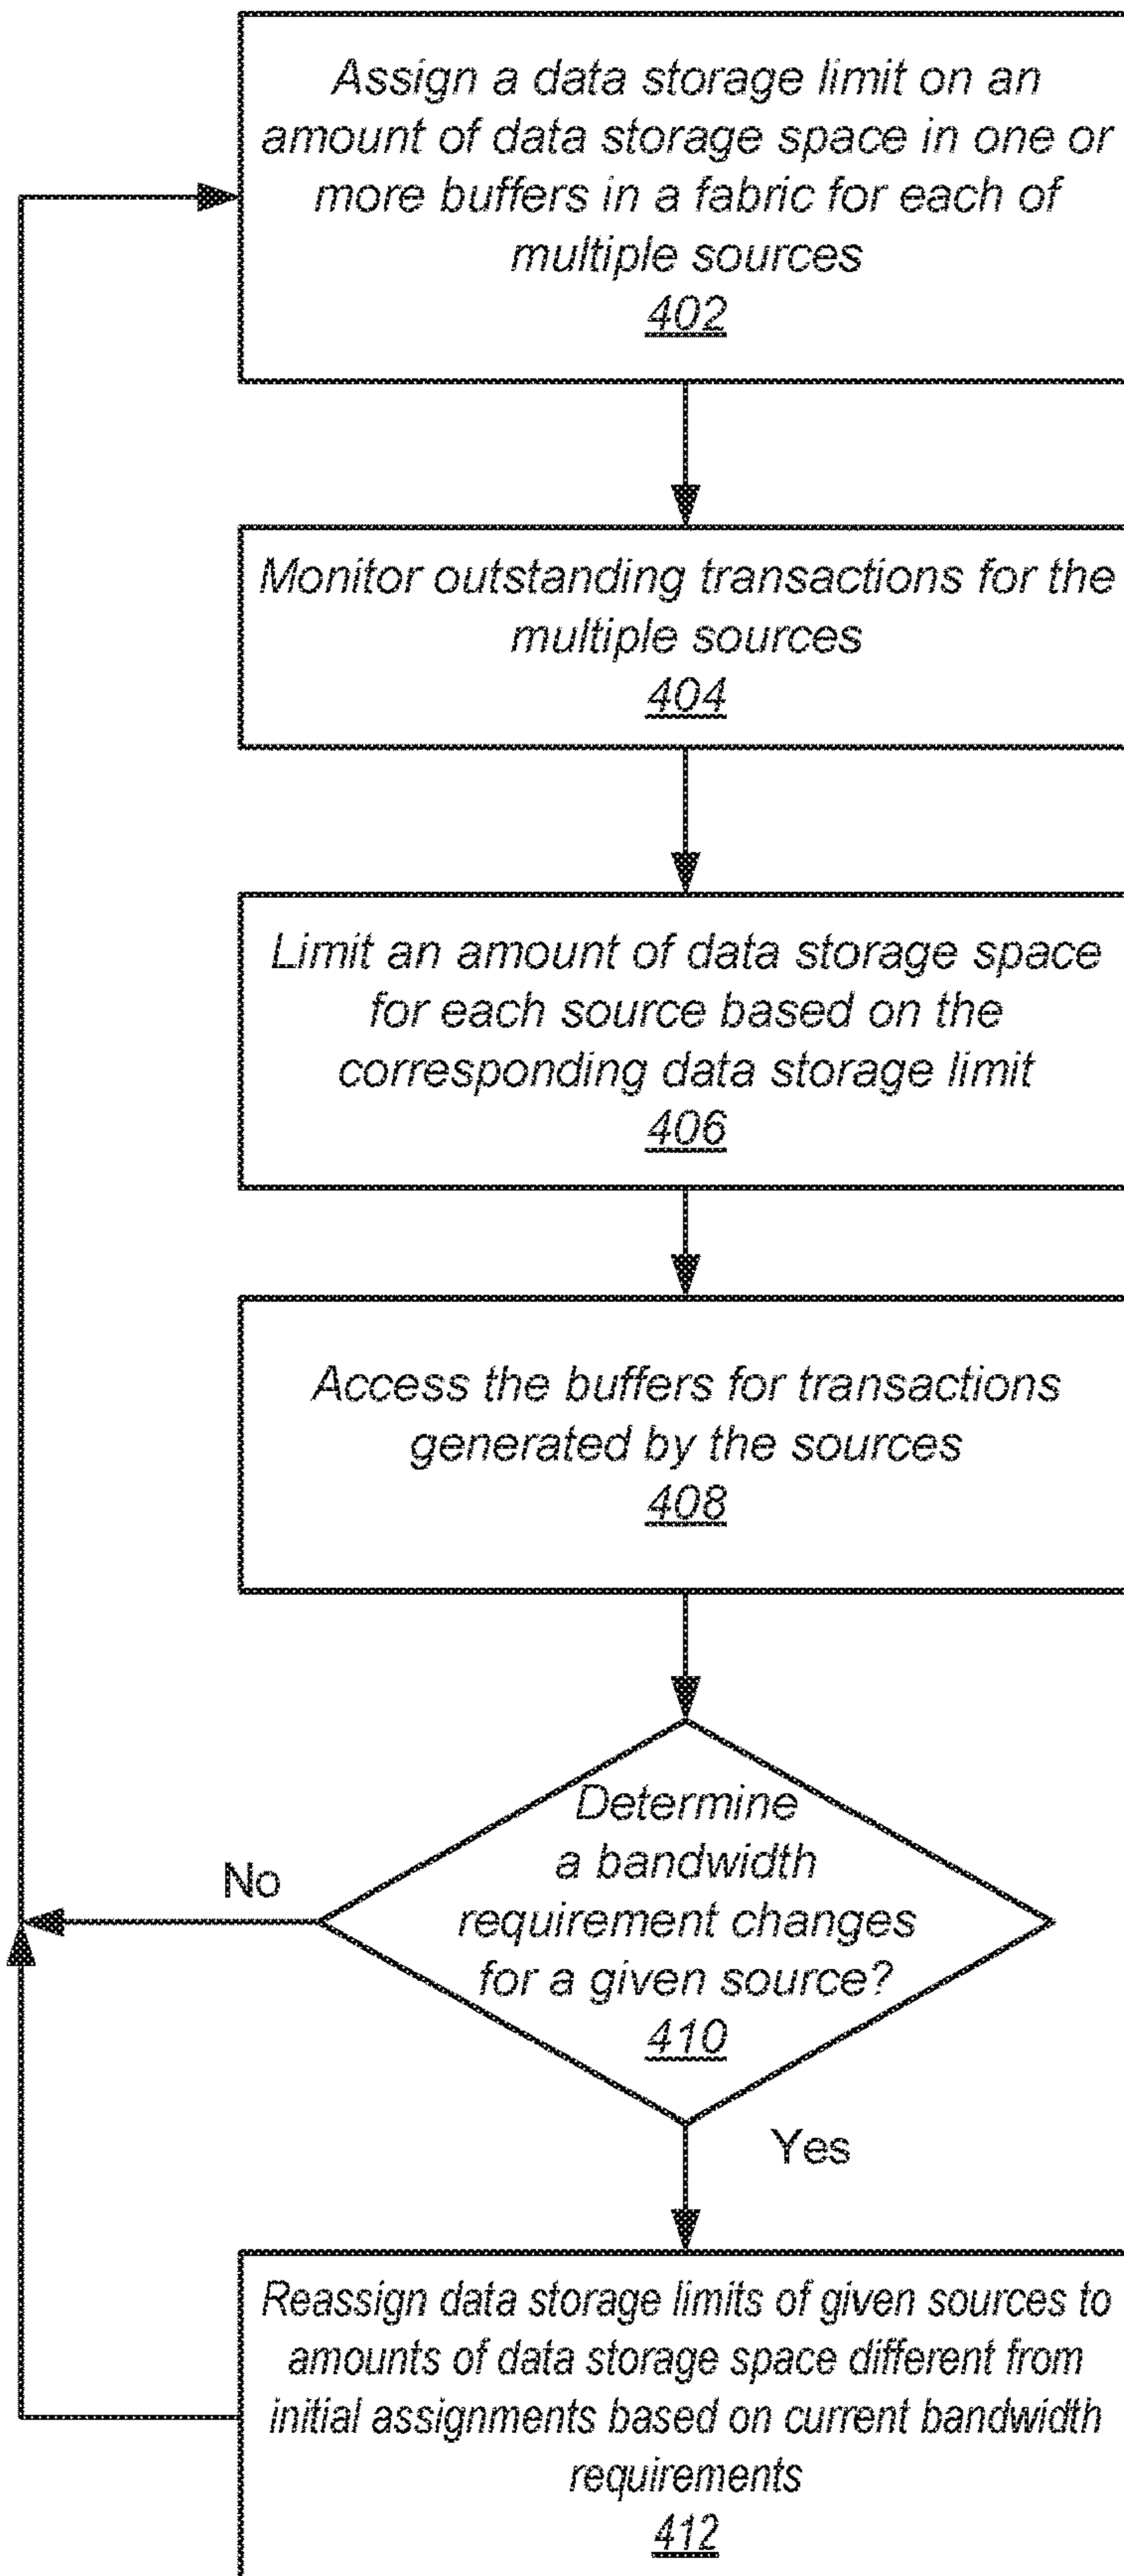 Assign a data storage limit on an
amount of data storage space in one or
more buffers in a fabric for each of
multiple sources
402
Monitor outstanding transactions for the
multiple sources
404
Limit an amount of data storage space
for each source based on the
corresponding data storage limit
406
Access the buffers for transactions
generated by the sources
408
Determine
a bandwidth
requirement changes
for a given source?
410
No
Yes
Reassign data storage limits of given sources to
amounts of data storage space different from
initial assignments based on current bandwidth
requirements
412